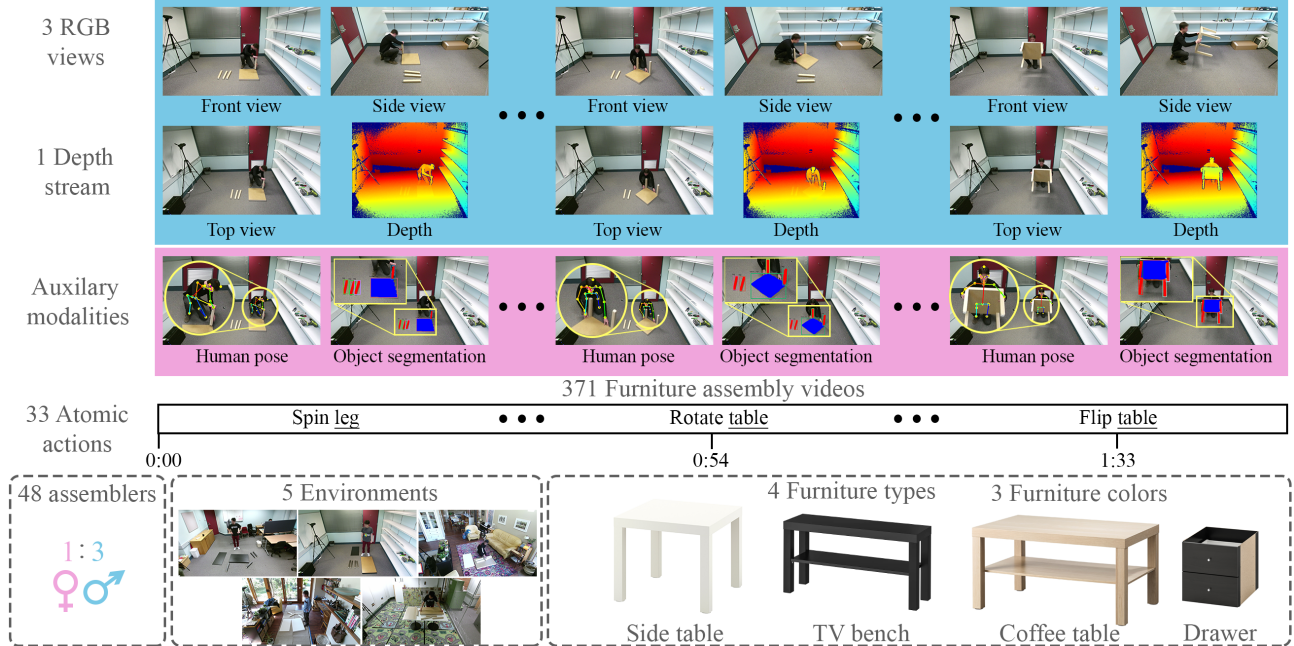 3 RGB
views
Front view
Side view
Front view
Side view
Front view
Side view
• • •
• • •
1 Depth
stream
Top view
Depth
Top view
Depth
Top view
Depth
Auxilary
modalities
• • •
• • •
Human pose
Object segmentation
Human pose
Object segmentation
Human pose
Object segmentation
371 Furniture assembly videos
33 Atomic
actions
Spin leg
• • •
Rotate table
• • •
Flip table
0:00
0:54
1:33
48 assemblers
1 : 3
5 Environments
4 Furniture types
3 Furniture colors
Side table
TV bench
Coffee table
Drawer